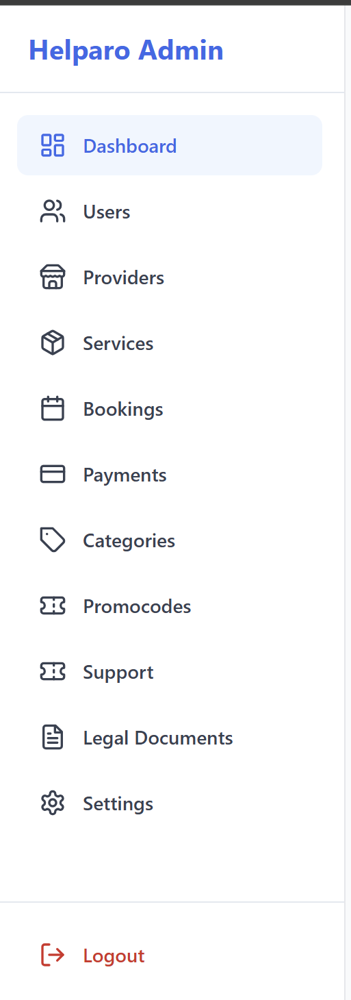 Helparo Admin
Dashboard
Users
Providers
Services
Bookings
Payments
Categories
Promocodes
Support
Legal Documents
Settings
Logout